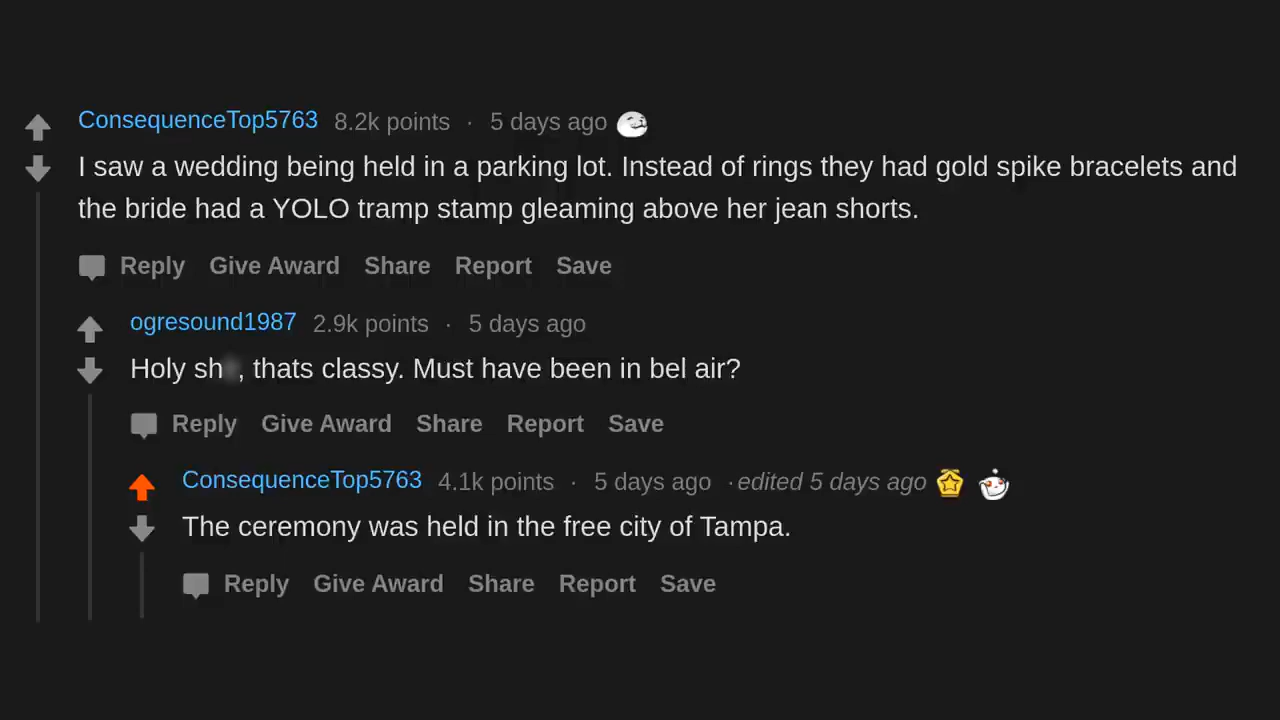 ConsequenceTop5763 8.2k points · 5 days ago
I saw a wedding being held in a parking lot. Instead of rings they had gold spike bracelets and
the bride had a YOLO tramp stamp gleaming above her jean shorts.
Reply Give Award Share Report Save
ogresound1987 2.9k points · 5 days ago
Holy sh, thats classy. Must have been in bel air?
Reply Give Award Share Report Save
ConsequenceTop5763 4.1k points · 5 days ago · edited 5 days ago
The ceremony was held in the free city of Tampa.
Reply Give Award Share Report Save